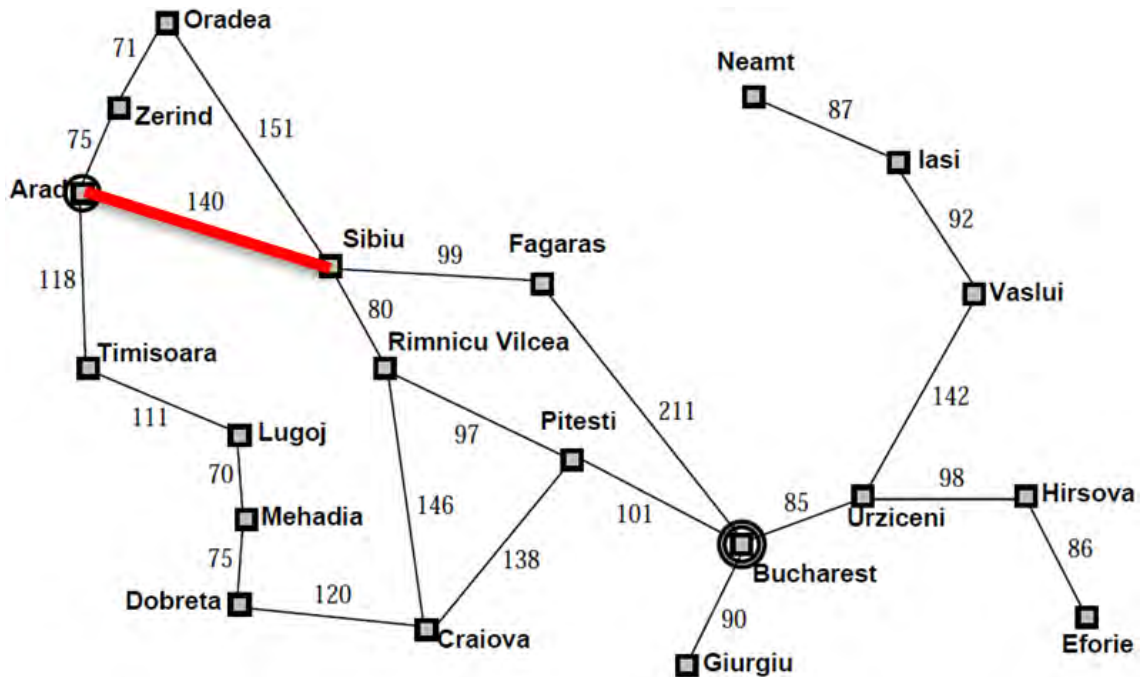 Oradea
71
Neamt
Zerind
87
75
151
Iasi
Arad
140
92
Sibiu
Fagaras
99
118
Vaslui
80
Timisoara
Rimnicu Vilcea
142
111
211
Lugoj
97
Pitesti
70
98
Hirsova
146
101
85
Urziceni
Mehadia
86
75
138
Bucharest
Dobreta
120
90
Craiova
Eforie
Giurgiu